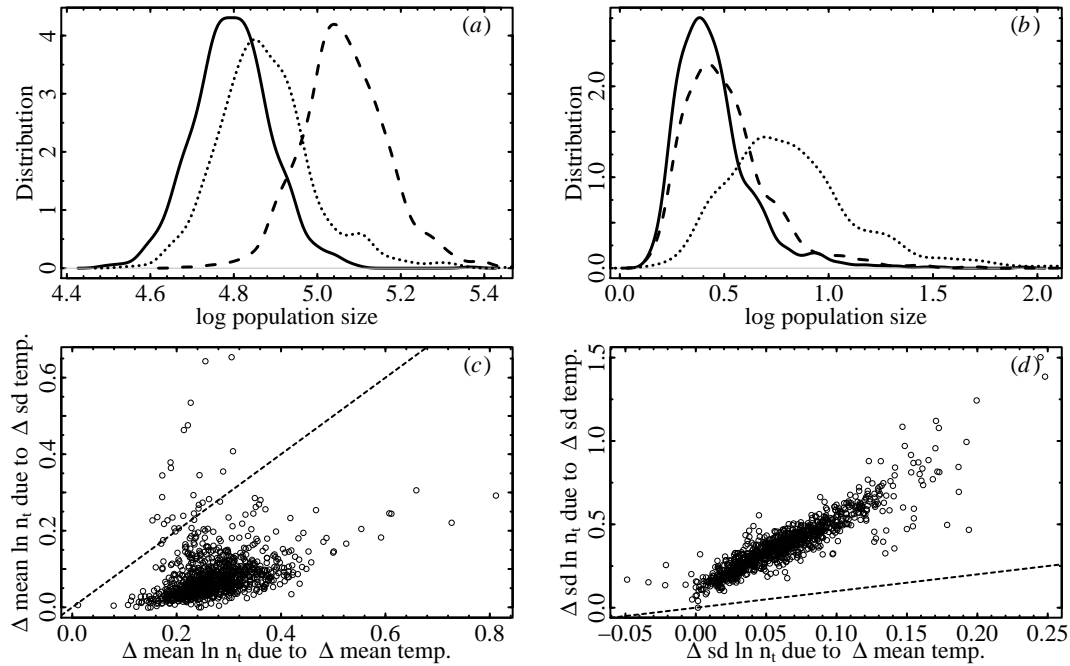 (a)
Distribution
4
3
2
1
0
4.4 4.6 4.8 5.0 5.2 5.4
log population size
(b)
Distribution
2.0
1.0
0.0
0.0 0.5 1.0 1.5 2.0
log population size
(c)
Δ mean ln nt due to Δ sd temp.
0.6
0.4
0.2
0.0
0.0 0.2 0.4 0.6 0.8
Δ mean ln nt due to Δ mean temp.
(d)
Δ sd ln nt due to Δ sd temp.
1.5
1.0
0.5
0.0
−0.05 0.00 0.05 0.10 0.15 0.20 0.25
Δ sd ln nt due to Δ mean temp.